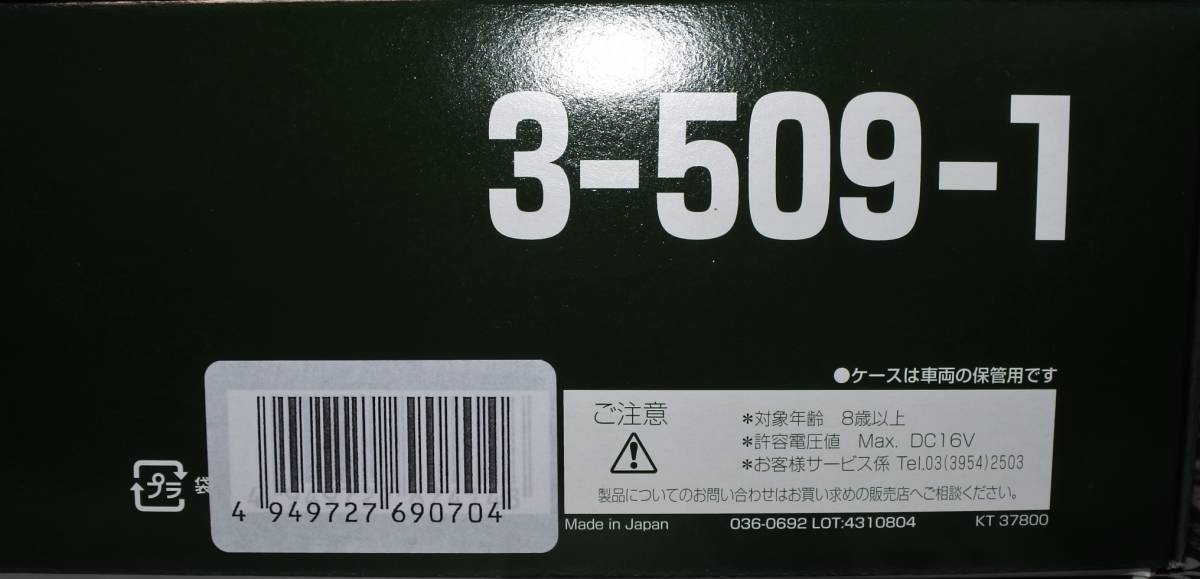 3-509-1
●ケースは車両の保管用です
ご注意
*対象年齢 8歳以上
*許容電圧値 Max. DC16V
*お客様サービス係 Tel.03(3954)2503
製品についてのお問い合わせはお買い求めの販売店へご相談ください。
プラ 袋
4 949727 690704
Made in Japan 036-0692 LOT:4310804 KT 37800